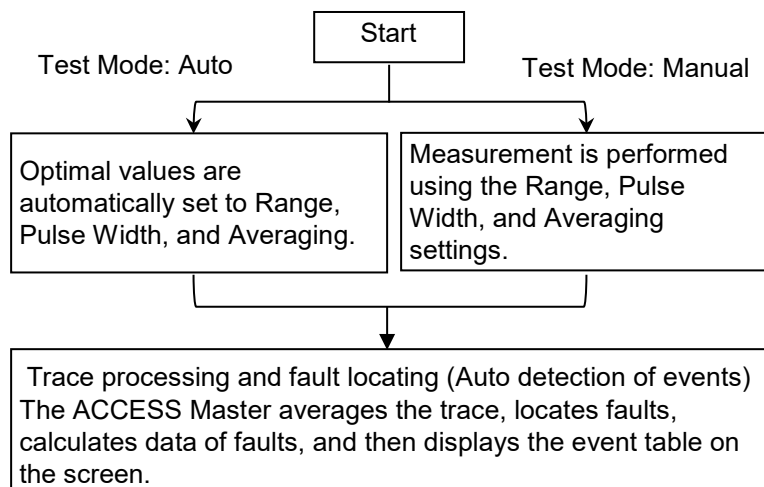 Start
Test Mode: Auto
Test Mode: Manual
Optimal values are
automatically set to Range,
Pulse Width, and Averaging.
Measurement is performed
using the Range, Pulse
Width, and Averaging
settings.
Trace processing and fault locating (Auto detection of events)
The ACCESS Master averages the trace, locates faults,
calculates data of faults, and then displays the event table on
the screen.